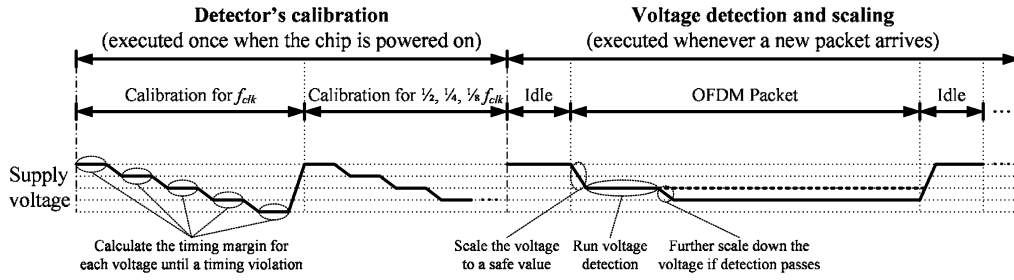 Detector's calibration
(executed once when the chip is powered on)
Voltage detection and scaling
(executed whenever a new packet arrives)
Calibration for fclk
Calibration for ½, ¼, ⅛ fclk
Idle
OFDM Packet
Idle
...
Supply
voltage
...
...
Calculate the timing margin for
each voltage until a timing violation
Scale the voltage
to a safe value
Run voltage
detection
Further scale down the
voltage if detection passes